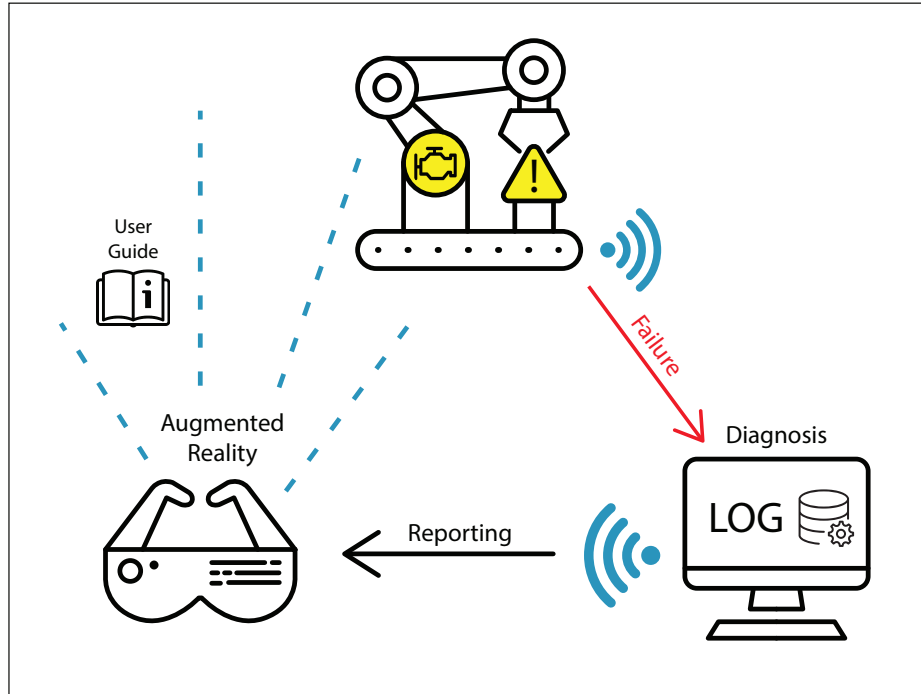 User
Guide
i
!
Failure
Augmented
Reality
Diagnosis
LOG
Reporting